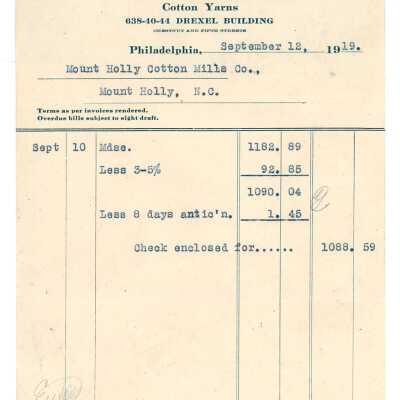 Cotton Yarns
638-40-44 DREXEL BUILDING
CHESTNUT AND FIFTH STREETS
Philadelphia, September 12, 1919.
Mount Holly Cotton Mills Co.,
Mount Holly, N.C.
Terms as per invoices rendered.
Overdue bills subject to sight draft.
Sept 10 Mdse. 1182. 89
Less 3-5% 92. 85
1090. 04
Less 8 days antic'n. 1. 45
Check enclosed for...... 1088. 59